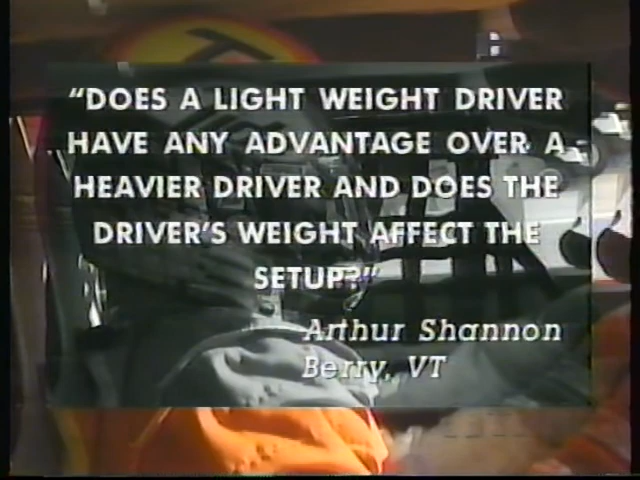 "DOES A LIGHT WEIGHT DRIVER
HAVE ANY ADVANTAGE OVER A
HEAVIER DRIVER AND DOES THE
DRIVER'S WEIGHT AFFECT THE
SETUP?"
Arthur Shannon
Berry, VT